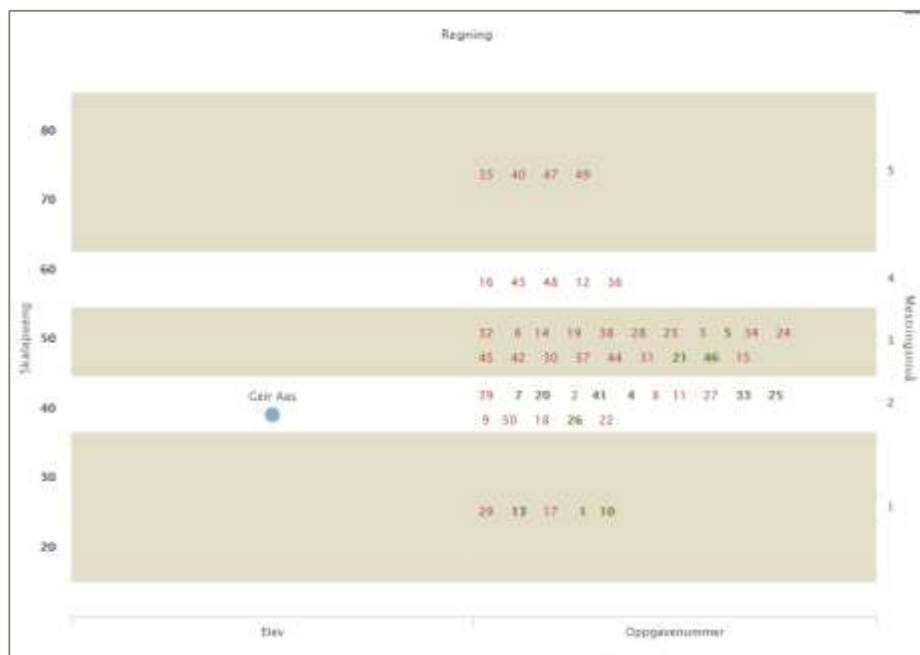 Regning
80
35 40 47 49
5
70
60
16 43 48 12 36
4
Skalapoeng
Mestringsnivå
50
32 6 14 19 38 28 23 3 5 34 24
3
45 42 30 37 44 31 21 46 15
Geir Aas
39 7 20 2 41 4 8 11 27 33 25
2
40
9 50 18 26 22
30
29 13 17 1 10
1
20
Elev
Oppgavenummer